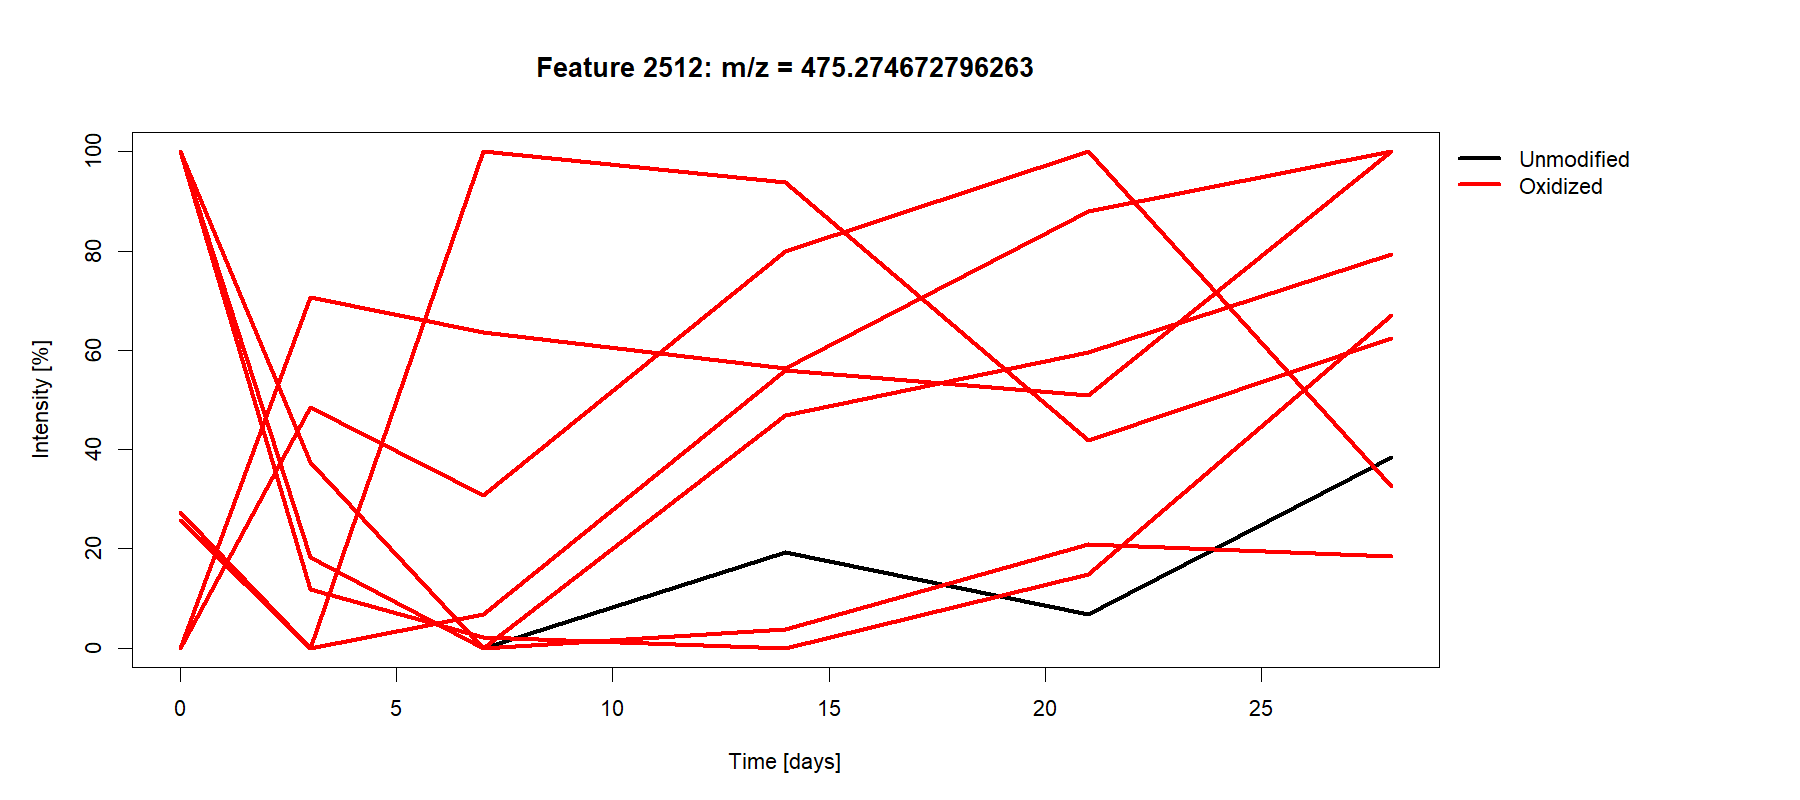 Feature 2512: m/z = 475.274672796263
Unmodified
Oxidized
Intensity [%]
100
80
60
40
20
0
0 5 10 15 20 25
Time [days]